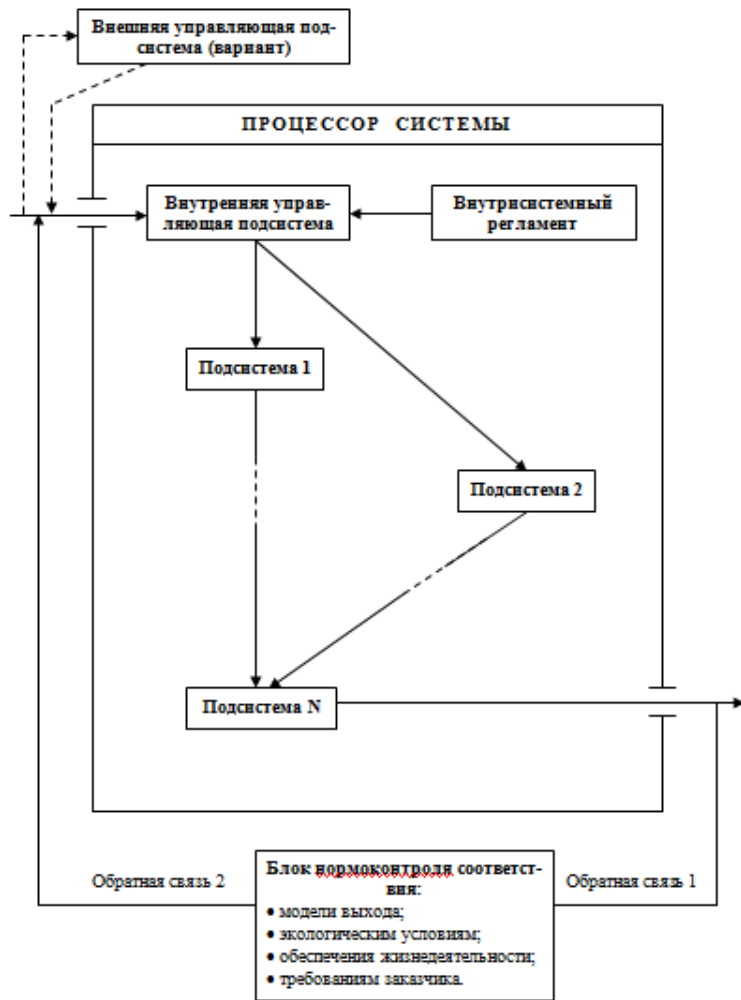 Внешняя управляющая под-
система (вариант)
ПРОЦЕССОР СИСТЕМЫ
Внутренняя управ-
ляющая подсистема
Внутрисистемный
регламент
Подсистема 1
Подсистема 2
Подсистема N
Обратная связь 2
Блок нормоконтроля соответст-
вия:
• модели выхода;
• экологическим условиям;
• обеспечения жизнедеятельности;
• требованиям заказчика.
Обратная связь 1